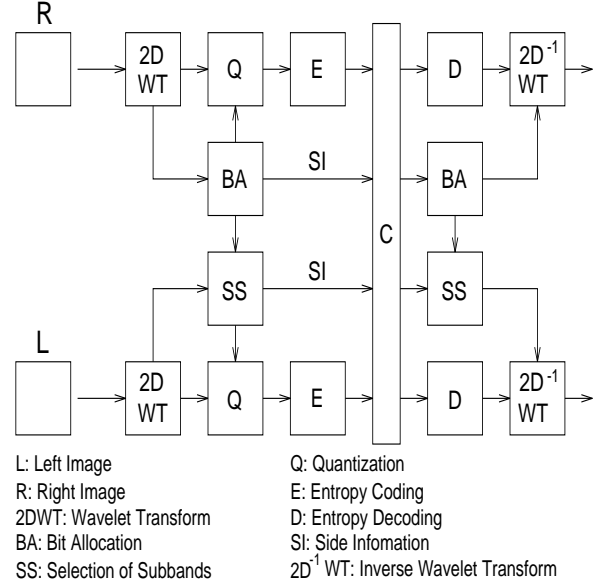 R
2D WT
Q
E
D
2D⁻¹ WT
BA
SI
BA
C
SS
SI
SS
L
2D WT
Q
E
D
2D⁻¹ WT
L: Left Image
R: Right Image
2DWT: Wavelet Transform
BA: Bit Allocation
SS: Selection of Subbands
Q: Quantization
E: Entropy Coding
D: Entropy Decoding
SI: Side Infomation
2D⁻¹ WT: Inverse Wavelet Transform